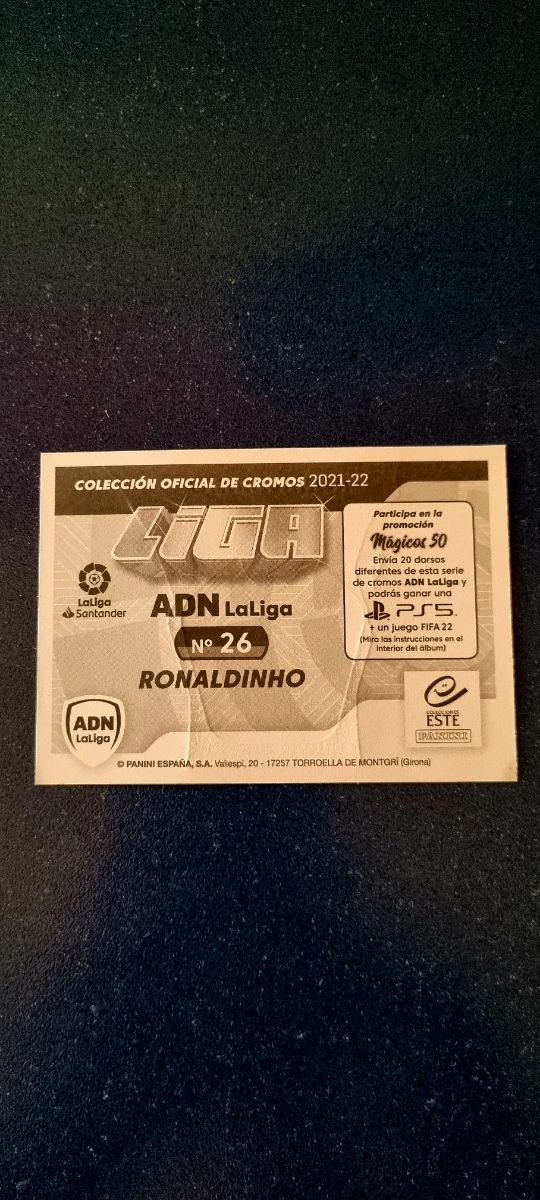 COLECCIÓN OFICIAL DE CROMOS 2021-22
LiGA
LaLiga
Santander
ADN LaLiga
Nº 26
RONALDINHO
ADN
LaLiga
Participa en la
promoción
Mágicos 50
Envía 20 dorsos
diferentes de esta serie
de cromos ADN LaLiga y
podrás ganar una
PS5.
+ un juego FIFA 22
(Mira las instrucciones en el
interior del álbum)
COLECCIONES
ESTE
PANINI
© PANINI ESPAÑA, S.A. Vallespí, 20 - 17257 TORROELLA DE MONTGRÍ (Girona)